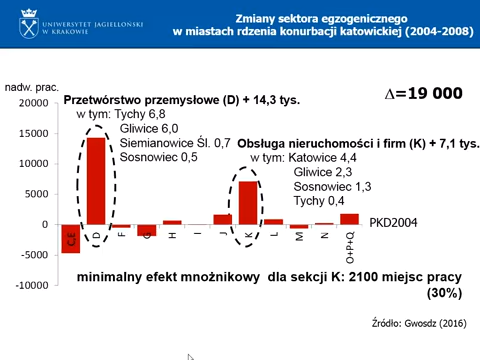 UNIWERSYTET JAGIELLOŃSKI
W KRAKOWIE
Zmiany sektora egzogenicznego
w miastach rdzenia konurbacji katowickiej (2004-2008)
nadw. prac.
∆=19 000
20000
15000
10000
5000
0
-5000
-10000
Przetwórstwo przemysłowe (D) + 14,3 tys.
w tym: Tychy 6,8
Gliwice 6,0
Siemianowice Śl. 0,7
Sosnowiec 0,5
Obsługa nieruchomości i firm (K) + 7,1 tys.
w tym: Katowice 4,4
Gliwice 2,3
Sosnowiec 1,3
Tychy 0,4
C,E
D
F
G
H
I
J
K
L
M
N
O+P+Q
PKD2004
minimalny efekt mnożnikowy dla sekcji K: 2100 miejsc pracy
(30%)
Źródło: Gwosdz (2016)